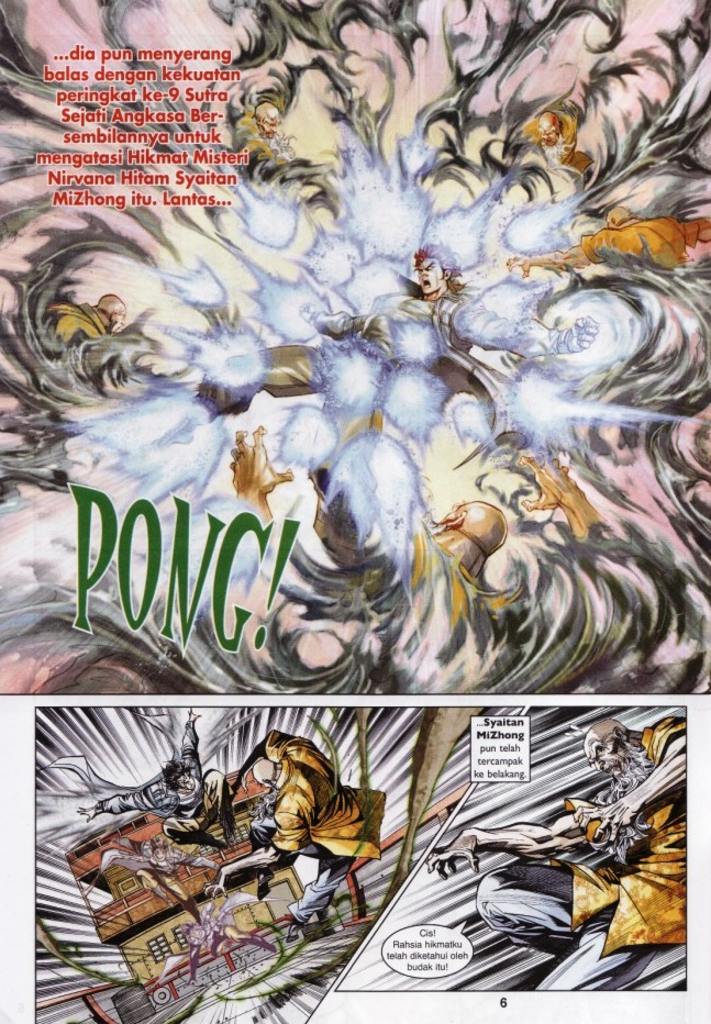 ...dia pun menyerang
balas dengan kekuatan
peringkat ke-9 Sutra
Sejati Angkasa Ber-
sembilannya untuk
mengatasi Hikmat Misteri
Nirvana Hitam Syaitan
MiZhong itu. Lantas...
PONG!
...Syaitan
MiZhong
pun telah
tercampak
ke belakang.
Cis!
Rahsia hikmatku
telah diketahui oleh
budak itu!
6